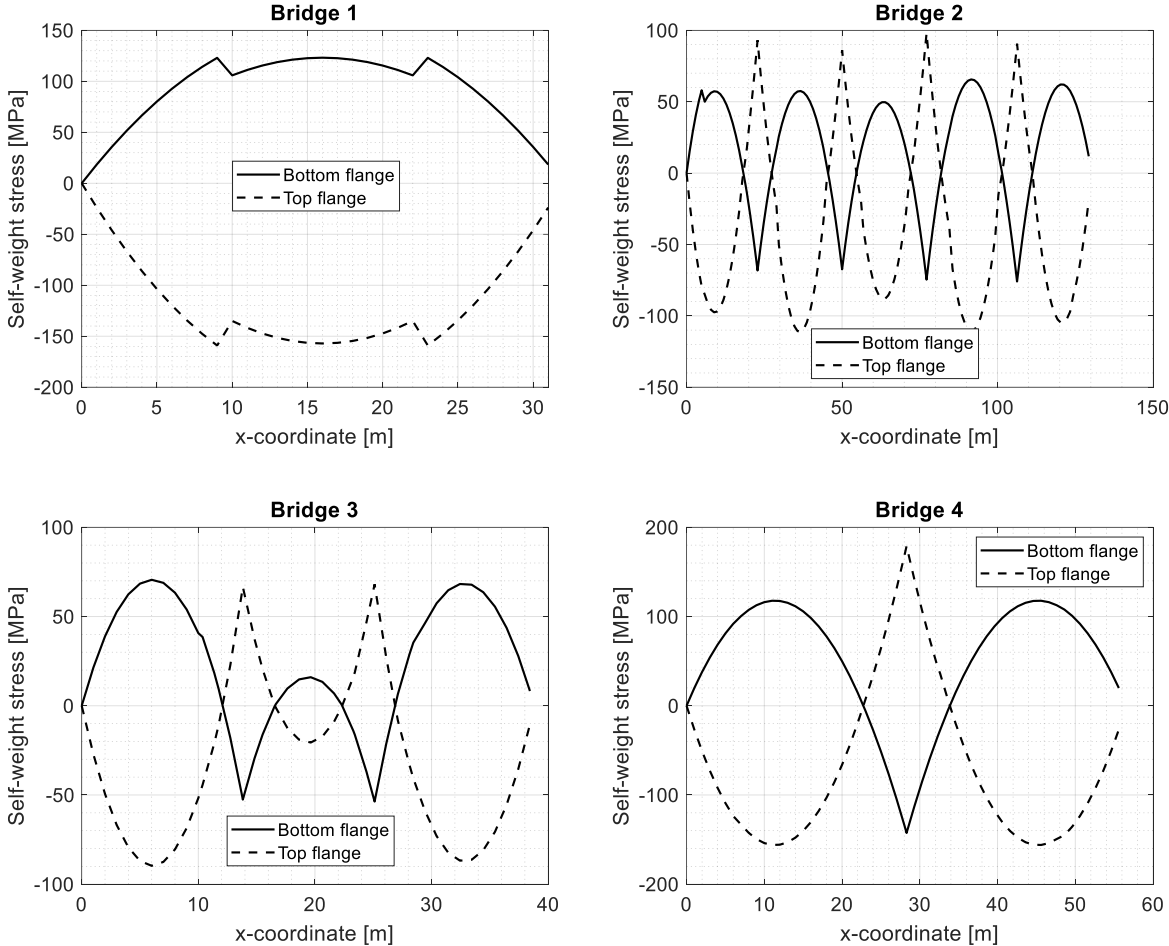 Bridge 1
Self-weight stress [MPa]
150
100
50
0
-50
-100
-150
-200
Bottom flange
Top flange
0 5 10 15 20 25 30
x-coordinate [m]
Bridge 2
Self-weight stress [MPa]
100
50
0
-50
-100
-150
Bottom flange
Top flange
0 50 100 150
x-coordinate [m]
Bridge 3
Self-weight stress [MPa]
100
50
0
-50
-100
Bottom flange
Top flange
0 10 20 30 40
x-coordinate [m]
Bridge 4
Self-weight stress [MPa]
200
100
0
-100
-200
Bottom flange
Top flange
0 10 20 30 40 50 60
x-coordinate [m]